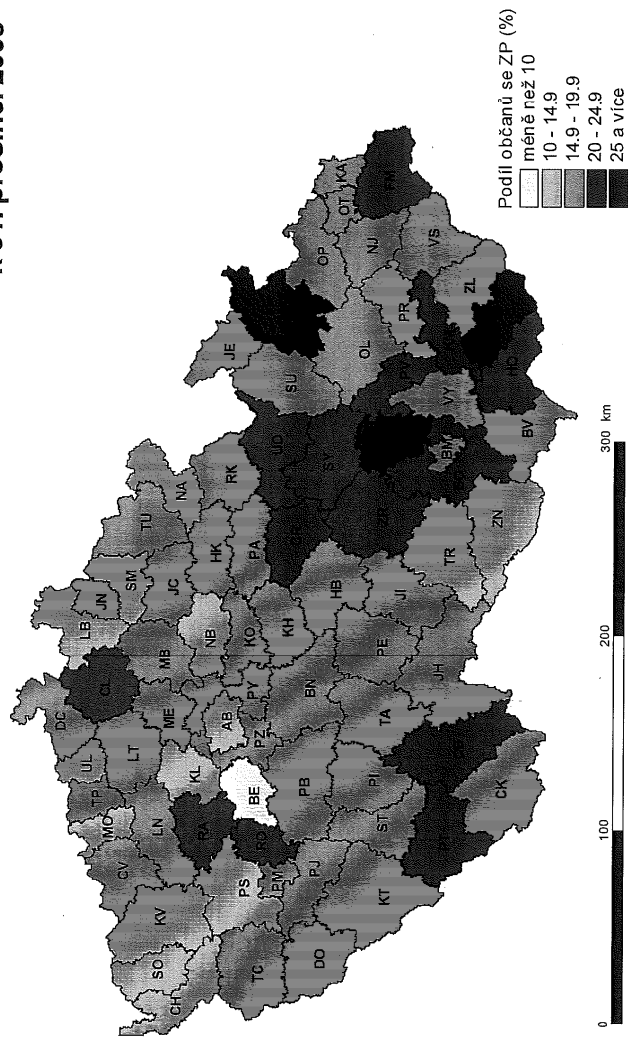 DC
LB
JN
SM
TU
NA
UL
TP
MO
CL
LT
MB
JC
JE
CV
LN
ME
HK
RK
SU
SO
KV
KL
NB
UO
OP
OT
KA
CH
RA
AB
PY
KO
PA
OL
NJ
FM
PS
BE
PZ
KH
CR
SY
PR
VS
TC
RO
PM
PB
BN
HB
ZR
PV
ZL
PJ
DO
KT
ST
PI
TA
PE
JI
TR
BM
VY
HO
PT
JH
ZN
BV
CK
Podíl občanů se ZP (%)
méně než 10
10 - 14.9
14.9 - 19.9
20 - 24.9
25 a více
0
100
200
300 km